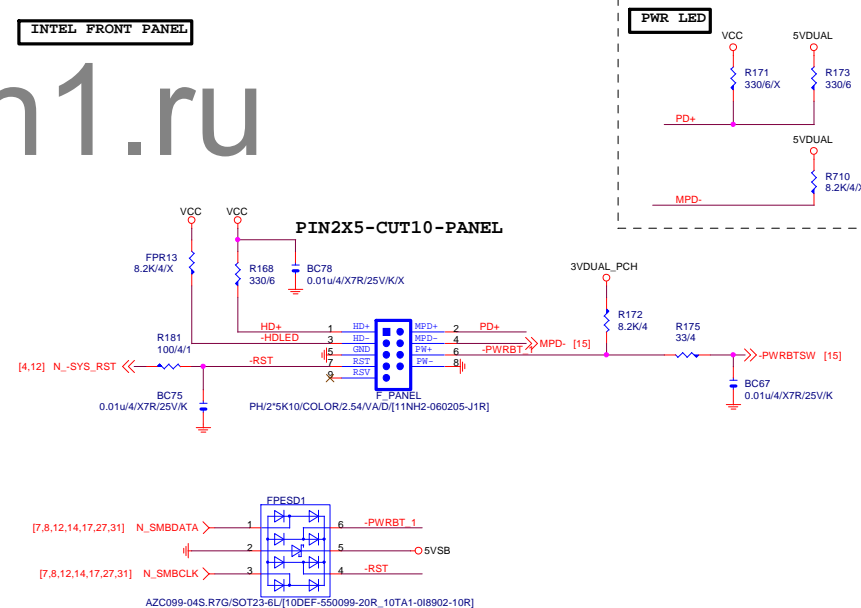 INTEL FRONT PANEL
n1.ru
PWR LED
VCC
5VDUAL
R171
330/6/X
R173
330/6
PD+
5VDUAL
R710
8.2K/4/X
MPD-
VCC
VCC
PIN2X5-CUT10-PANEL
FPR13
8.2K/4/X
R168
330/6
BC78
0.01u/4/X7R/25V/K/X
3VDUAL_PCH
R172
8.2K/4
R175
33/4
HD+
1
HD+
MPD+
2
PD+
-HDLED
3
HD-
MPD-
4
MPD- [15]
5
GND
PW+
6
-PWRBT_1
-RST
7
RST
PW-
8
9
RSV
R181
100/4/1
[4,12] N_-SYS_RST
-PWRBTSW [15]
BC75
0.01u/4/X7R/25V/K
BC67
0.01u/4/X7R/25V/K
F_PANEL
PH/2*5K10/COLOR/2.54/VA/D/[11NH2-060205-J1R]
FPESD1
[7,8,12,14,17,27,31] N_SMBDATA
1
6
-PWRBT_1
2
5
5VSB
[7,8,12,14,17,27,31] N_SMBCLK
3
4
-RST
AZC099-04S.R7G/SOT23-6L/[10DEF-550099-20R_10TA1-0I8902-10R]